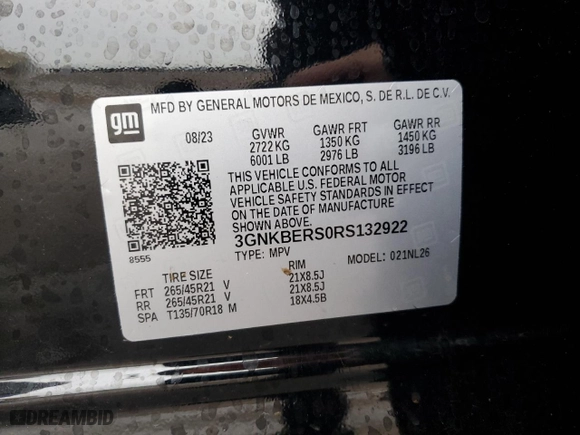 gm
MFD BY GENERAL MOTORS DE MEXICO, S. DE R.L. DE C.V.
08/23 GVWR GAWR FRT GAWR RR
2722 KG 1350 KG 1450 KG
6001 LB 2976 LB 3196 LB
THIS VEHICLE CONFORMS TO ALL
APPLICABLE U.S. FEDERAL MOTOR
VEHICLE SAFETY STANDARDS IN EFFECT
ON THE DATE OF MANUFACTURE
SHOWN ABOVE.
8555 3GNKBERS0RS132922
TYPE: MPV MODEL: 021NL26
TIRE SIZE RIM
FRT 265/45R21 V 21X8.5J
RR 265/45R21 V 21X8.5J
SPA T135/70R18 M 18X4.5B
DREAMBID